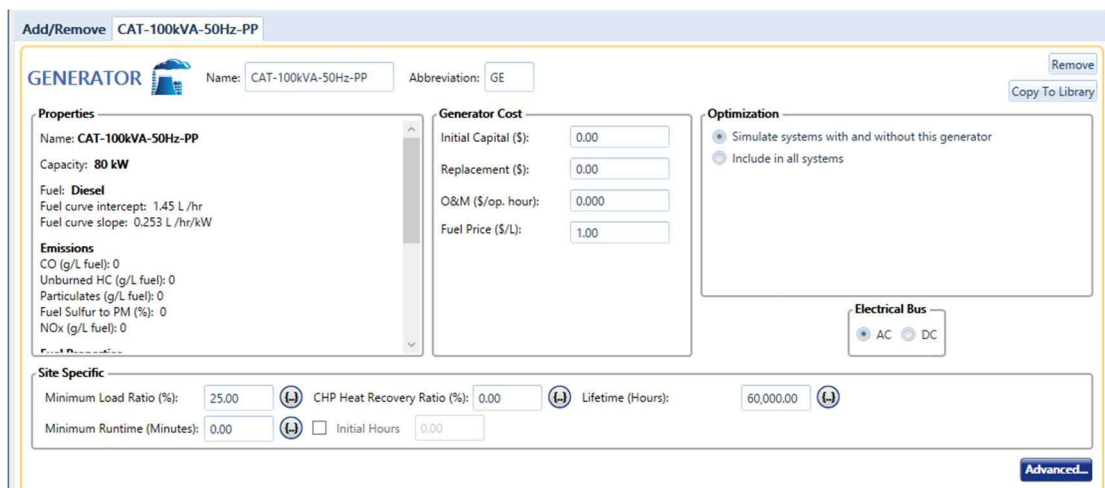 Add/Remove CAT-100kVA-50Hz-PP
GENERATOR Name: CAT-100kVA-50Hz-PP Abbreviation: GE
Remove
Copy To Library
Properties
Name: CAT-100kVA-50Hz-PP
Capacity: 80 kW
Fuel: Diesel
Fuel curve intercept: 1.45 L /hr
Fuel curve slope: 0.253 L /hr/kW
Emissions
CO (g/L fuel): 0
Unburned HC (g/L fuel): 0
Particulates (g/L fuel): 0
Fuel Sulfur to PM (%): 0
NOx (g/L fuel): 0
Generator Cost
Initial Capital ($): 0.00
Replacement ($): 0.00
O&M ($/op. hour): 0.000
Fuel Price ($/L): 1.00
Optimization
Simulate systems with and without this generator
Include in all systems
Electrical Bus
AC DC
Site Specific
Minimum Load Ratio (%): 25.00 {..} CHP Heat Recovery Ratio (%): 0.00 {..} Lifetime (Hours): 60,000.00 {..}
Minimum Runtime (Minutes): 0.00 {..} Initial Hours 0.00
Advanced...